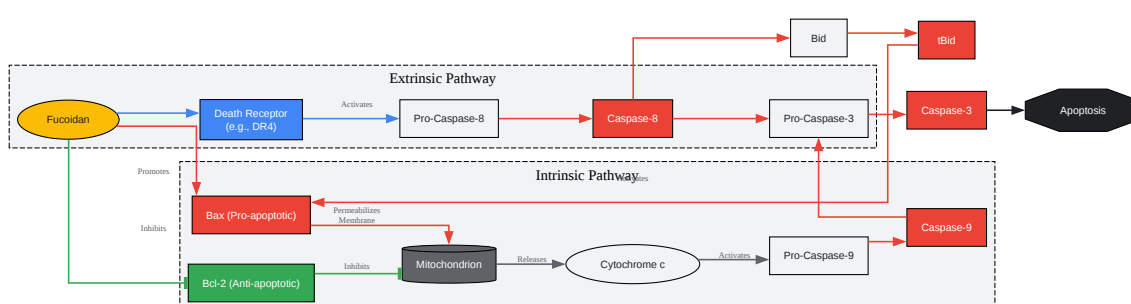 Bid
tBid
Extrinsic Pathway
Fucoidan
Death Receptor
(e.g., DR4)
Activates
Pro-Caspase-8
Caspase-8
Pro-Caspase-3
Caspase-3
Apoptosis
Promotes
Intrinsic Pathway
Bax (Pro-apoptotic)
Permeabilizes
Membrane
Inhibits
Caspase-9
Mitochondrion
Releases
Cytochrome c
Activates
Pro-Caspase-9
Bcl-2 (Anti-apoptotic)
Inhibits